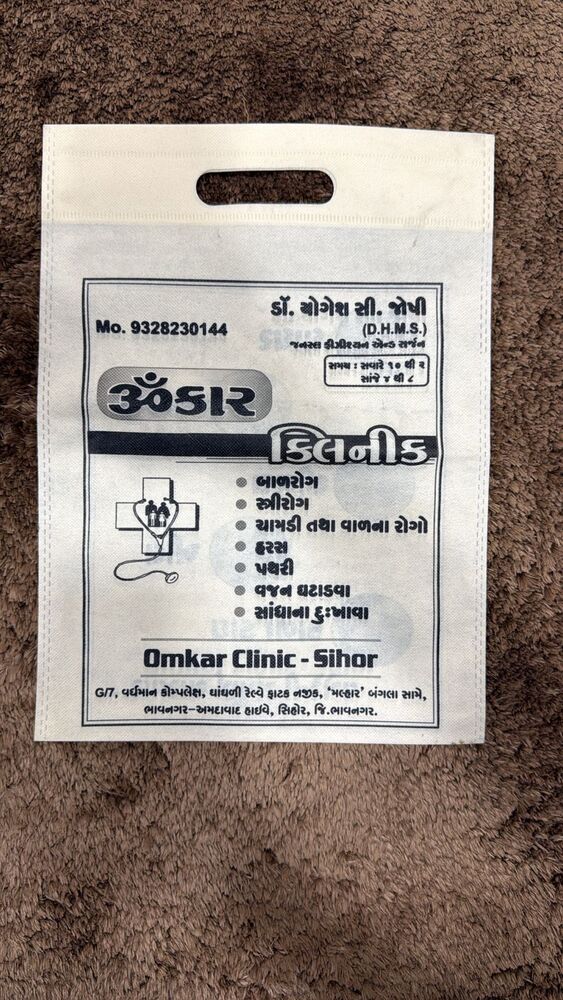 ડૉ. યોગેશ સી. જોષી
Mo. 9328230144
(D.H.M.S.)
જનરલ ફીઝીશ્યન એન્ડ સર્જન
સમય : સવારે ૧૦ થી ૨
સાંજે ૪ થી ૮
ૐકાર
ક્લિનીક
બાળરોગ
સ્ત્રીરોગ
ચામડી તથા વાળના રોગો
હરસ
પથરી
વજન ઘટાડવા
સાંધાના દુઃખાવા
Omkar Clinic - Sihor
G/7, વર્ધમાન કોમ્પલેક્ષ, ઘાંઘળી રેલ્વે ફાટક નજીક, 'મલ્હાર' બંગલા સામે,
ભાવનગર-અમદાવાદ હાઈવે, સિહોર, જિ.ભાવનગર.